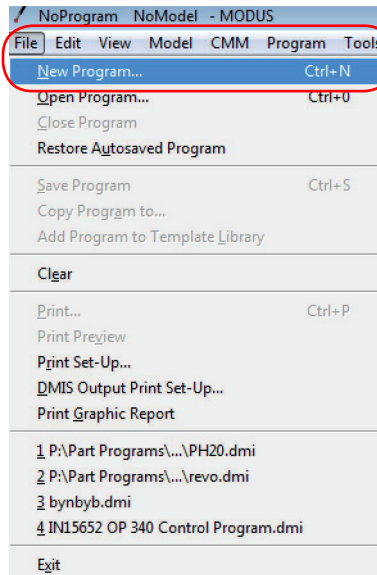 NoProgram NoModel - MODUS
File Edit View Model CMM Program Tools
New Program... Ctrl+N
Open Program... Ctrl+0
Close Program
Restore Autosaved Program
Save Program Ctrl+S
Copy Program to...
Add Program to Template Library
Clear
Print... Ctrl+P
Print Preview
Print Set-Up...
DMIS Output Print Set-Up...
Print Graphic Report
1 P:\Part Programs\...\PH20.dmi
2 P:\Part Programs\...\revo.dmi
3 bynbyb.dmi
4 IN15652 OP 340 Control Program.dmi
Exit